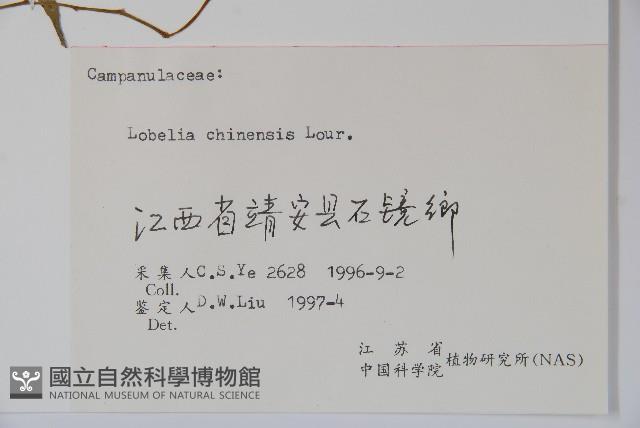 Campanulaceae:
Lobelia chinensis Lour.
江西省靖安县石镜鄉
采集人C.S.Ye 2628 1996-9-2
Coll.
鉴定人D.W.Liu 1997-4
Det.
江苏省
中国科学院植物研究所(NAS)
國立自然科學博物館
NATIONAL MUSEUM OF NATURAL SCIENCE